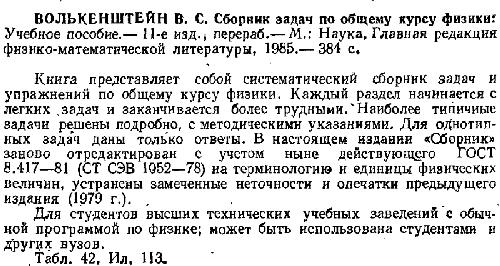 ВОЛЬКЕНШТЕЙН В. С. Сборник задач по общему курсу физики:
Учебное пособие.— 11-е изд., перераб.— М.: Наука, Главная редакция
физико-математической литературы, 1985.— 384 с.
Книга представляет собой систематический сборник задач и
упражнений по общему курсу физики. Каждый раздел начинается с
легких задач и заканчивается более трудными. Наиболее типичные
задачи решены подробно, с методическими указаниями. Для однотип-
ных задач даны только ответы. В настоящем издании «Сборник»
заново отредактирован с учетом ныне действующего ГОСТ
8.417—81 (СТ СЭВ 1052—78) на терминологию и единицы физических
величин, устранены замеченные неточности и опечатки предыдущего
издания (1979 г.).
Для студентов высших технических учебных заведений с обыч-
ной программой по физике; может быть использована студентами и
других вузов.
Табл. 42, Ил. 113.